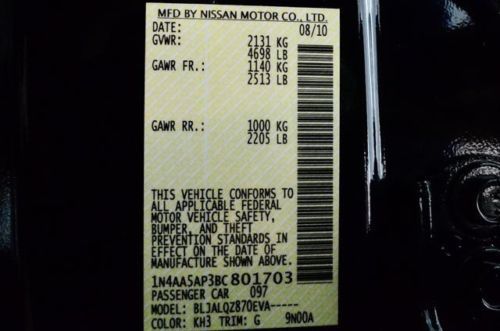 MFD BY NISSAN MOTOR CO., LTD.
DATE: 08/10
GVWR: 2131 KG
4698 LB
GAWR FR.: 1140 KG
2513 LB
GAWR RR.: 1000 KG
2205 LB
THIS VEHICLE CONFORMS TO
ALL APPLICABLE FEDERAL
MOTOR VEHICLE SAFETY,
BUMPER, AND THEFT
PREVENTION STANDARDS IN
EFFECT ON THE DATE OF
MANUFACTURE SHOWN ABOVE.
1N4AA5AP3BC801703
PASSENGER CAR 097
MODEL: BLJALQZ870EVA-----
COLOR: KH3 TRIM: G 9N00A